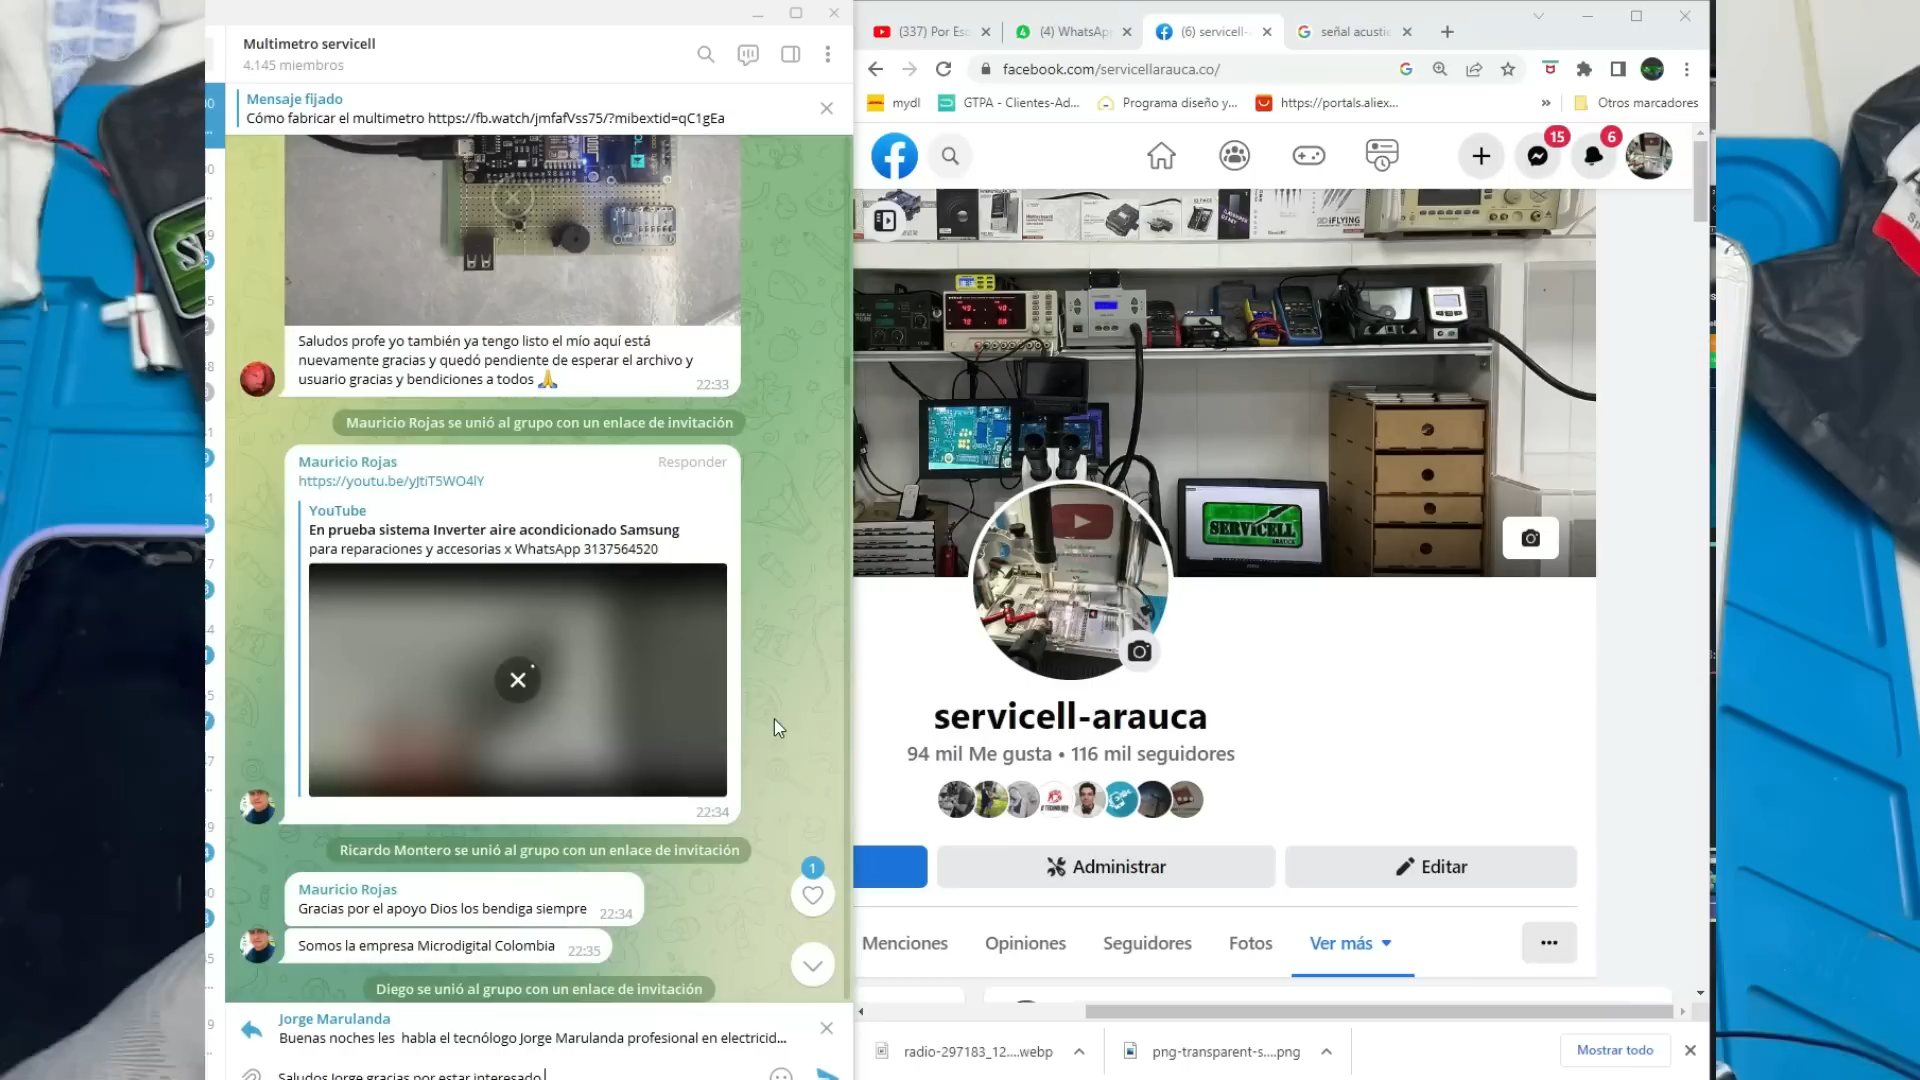 Multimetro servicell
4.145 miembros
Mensaje fijado
Cómo fabricar el multimetro https://fb.watch/jmfafVss75/?mibextid=qC1gEa
Saludos profe yo también ya tengo listo el mío aquí está
nuevamente gracias y quedó pendiente de esperar el archivo y
usuario gracias y bendiciones a todos 🙏
22:33
Mauricio Rojas se unió al grupo con un enlace de invitación
Mauricio Rojas Responder
https://youtu.be/yJtiT5WO4lY
YouTube
En prueba sistema Inverter aire acondicionado Samsung
para reparaciones y accesorias x WhatsApp 3137564520
22:34
Ricardo Montero se unió al grupo con un enlace de invitación
1
Mauricio Rojas
Gracias por el apoyo Dios los bendiga siempre 22:34
Somos la empresa Microdigital Colombia 22:35
Diego se unió al grupo con un enlace de invitación
Jorge Marulanda
Buenas noches les habla el tecnólogo Jorge Marulanda profesional en electricid...
Saludos Jorge gracias por estar interesado
(337) Por Esc
(4) WhatsAp
(6) servicell-
señal acustic
facebook.com/servicellarauca.co/
mydl
GTPA - Clientes-Ad...
Programa diseño y...
https://portals.aliex...
»
Otros marcadores
15
6
SERVICELL
ARAUCA
servicell-arauca
94 mil Me gusta • 116 mil seguidores
Administrar
Editar
Menciones
Opiniones
Seguidores
Fotos
Ver más
radio-297183_12....webp
png-transparent-s....png
Mostrar todo